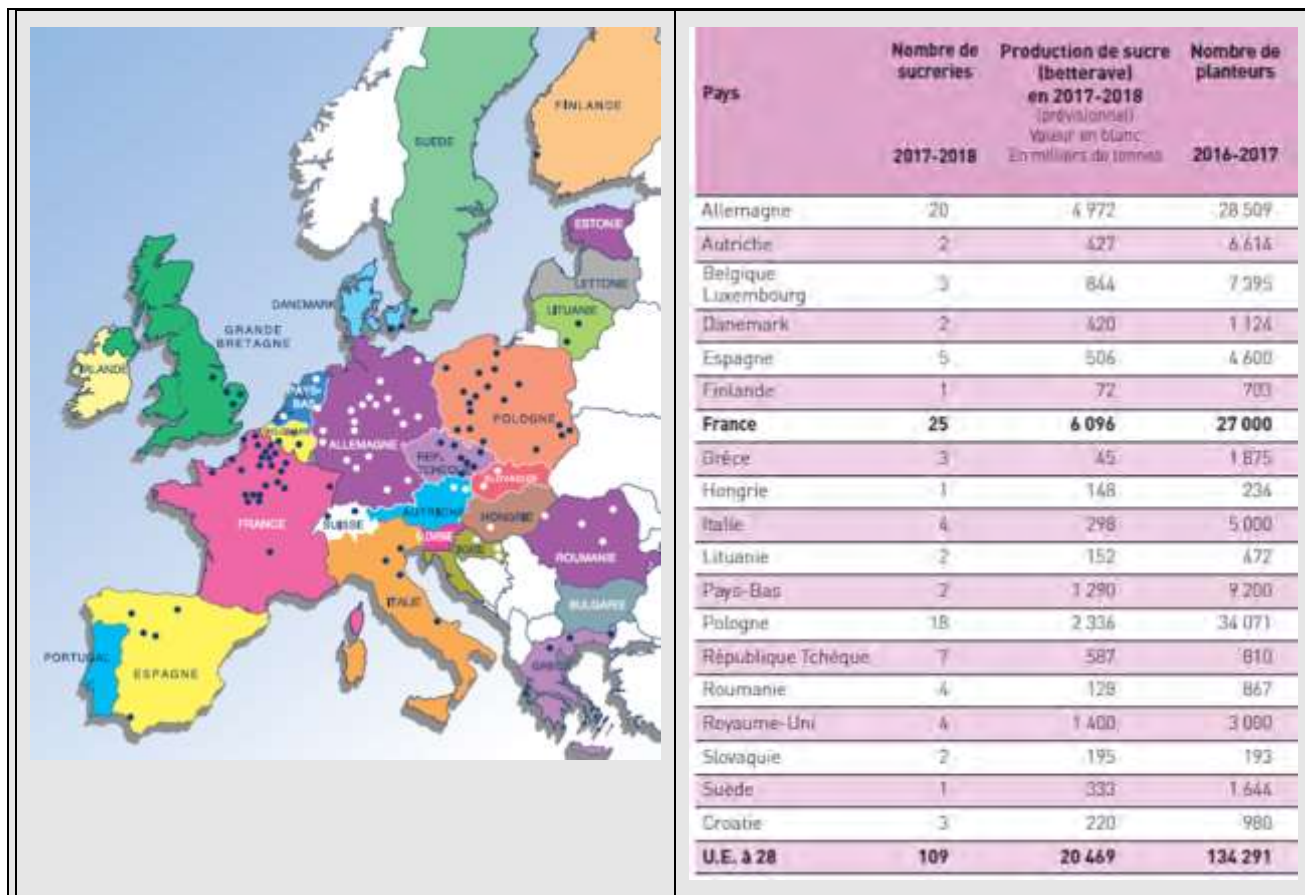 FINLANDE
SUEDE
ESTONIE
LETTONIE
DANEMARK
LITUANIE
GRANDE
BRETAGNE
IRLANDE
PAYS-
BAS
POLOGNE
ALLEMAGNE
REP.
AUTRICHE
HONGRIE
SUISSE
FRANCE
ROUMANIE
ITALIE
BULGARIE
PORTUGAL
ESPAGNE
GRECE
Pays
Nombre de
sucreries
2017-2018
Production de sucre
(betterave)
en 2017-2018
(prévisionnel)
Valeur en blanc
En milliers de tonnes
Nombre de
planteurs
2016-2017
Allemagne 20 4 972 28 509
Autriche 2 427 6 614
Belgique
Luxembourg 3 844 7 395
Danemark 2 420 1 124
Espagne 5 506 4 600
Finlande 1 72 703
France 25 6 096 27 000
Grèce 3 45 1 875
Hongrie 1 148 234
Italie 4 298 5 000
Lituanie 2 152 472
Pays-Bas 2 1 290 9 200
Pologne 18 2 336 34 071
République Tchèque 7 587 810
Roumanie 4 128 867
Royaume-Uni 4 1 400 3 000
Slovaquie 2 195 193
Suède 1 333 1 644
Croatie 3 220 980
U.E. à 28 109 20 469 134 291